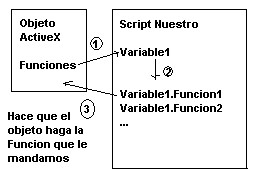 Objeto
ActiveX
Funciones
1
Script Nuestro
Variable1
2
Variable1.Funcion1
Variable1.Funcion2
...
3
Hace que el
objeto haga la
Funcion que le
mandamos